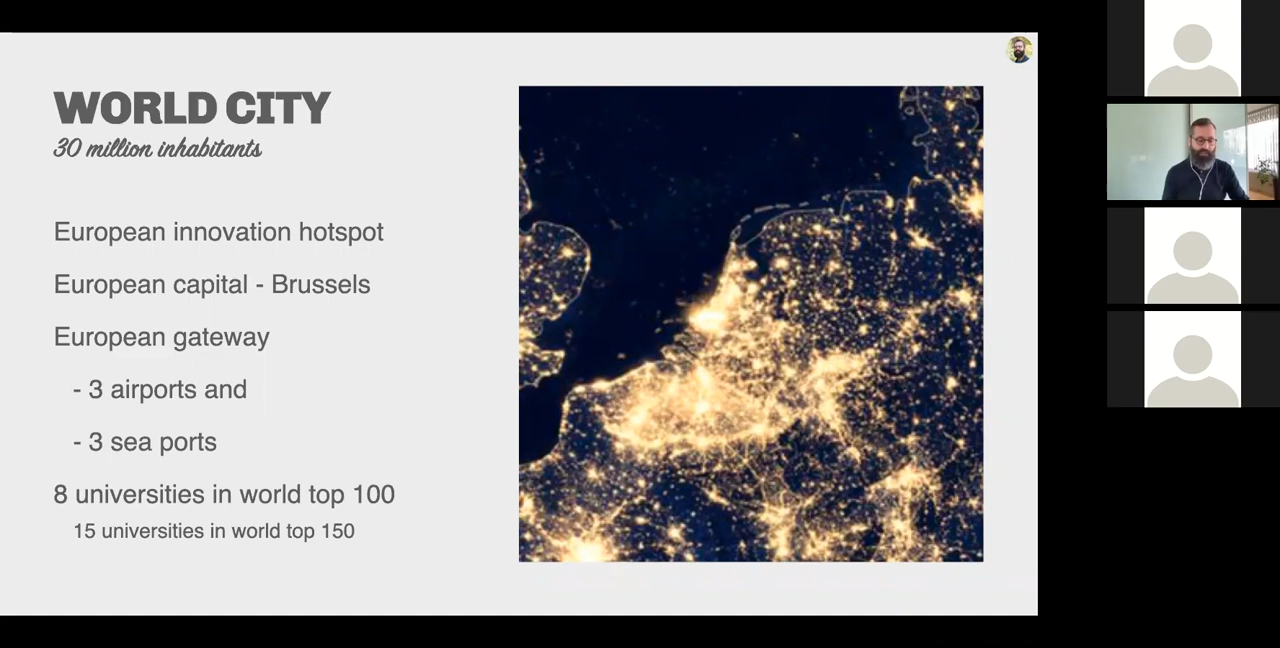 WORLD CITY
30 million inhabitants
European innovation hotspot
European capital - Brussels
European gateway
- 3 airports and
- 3 sea ports
8 universities in world top 100
15 universities in world top 150